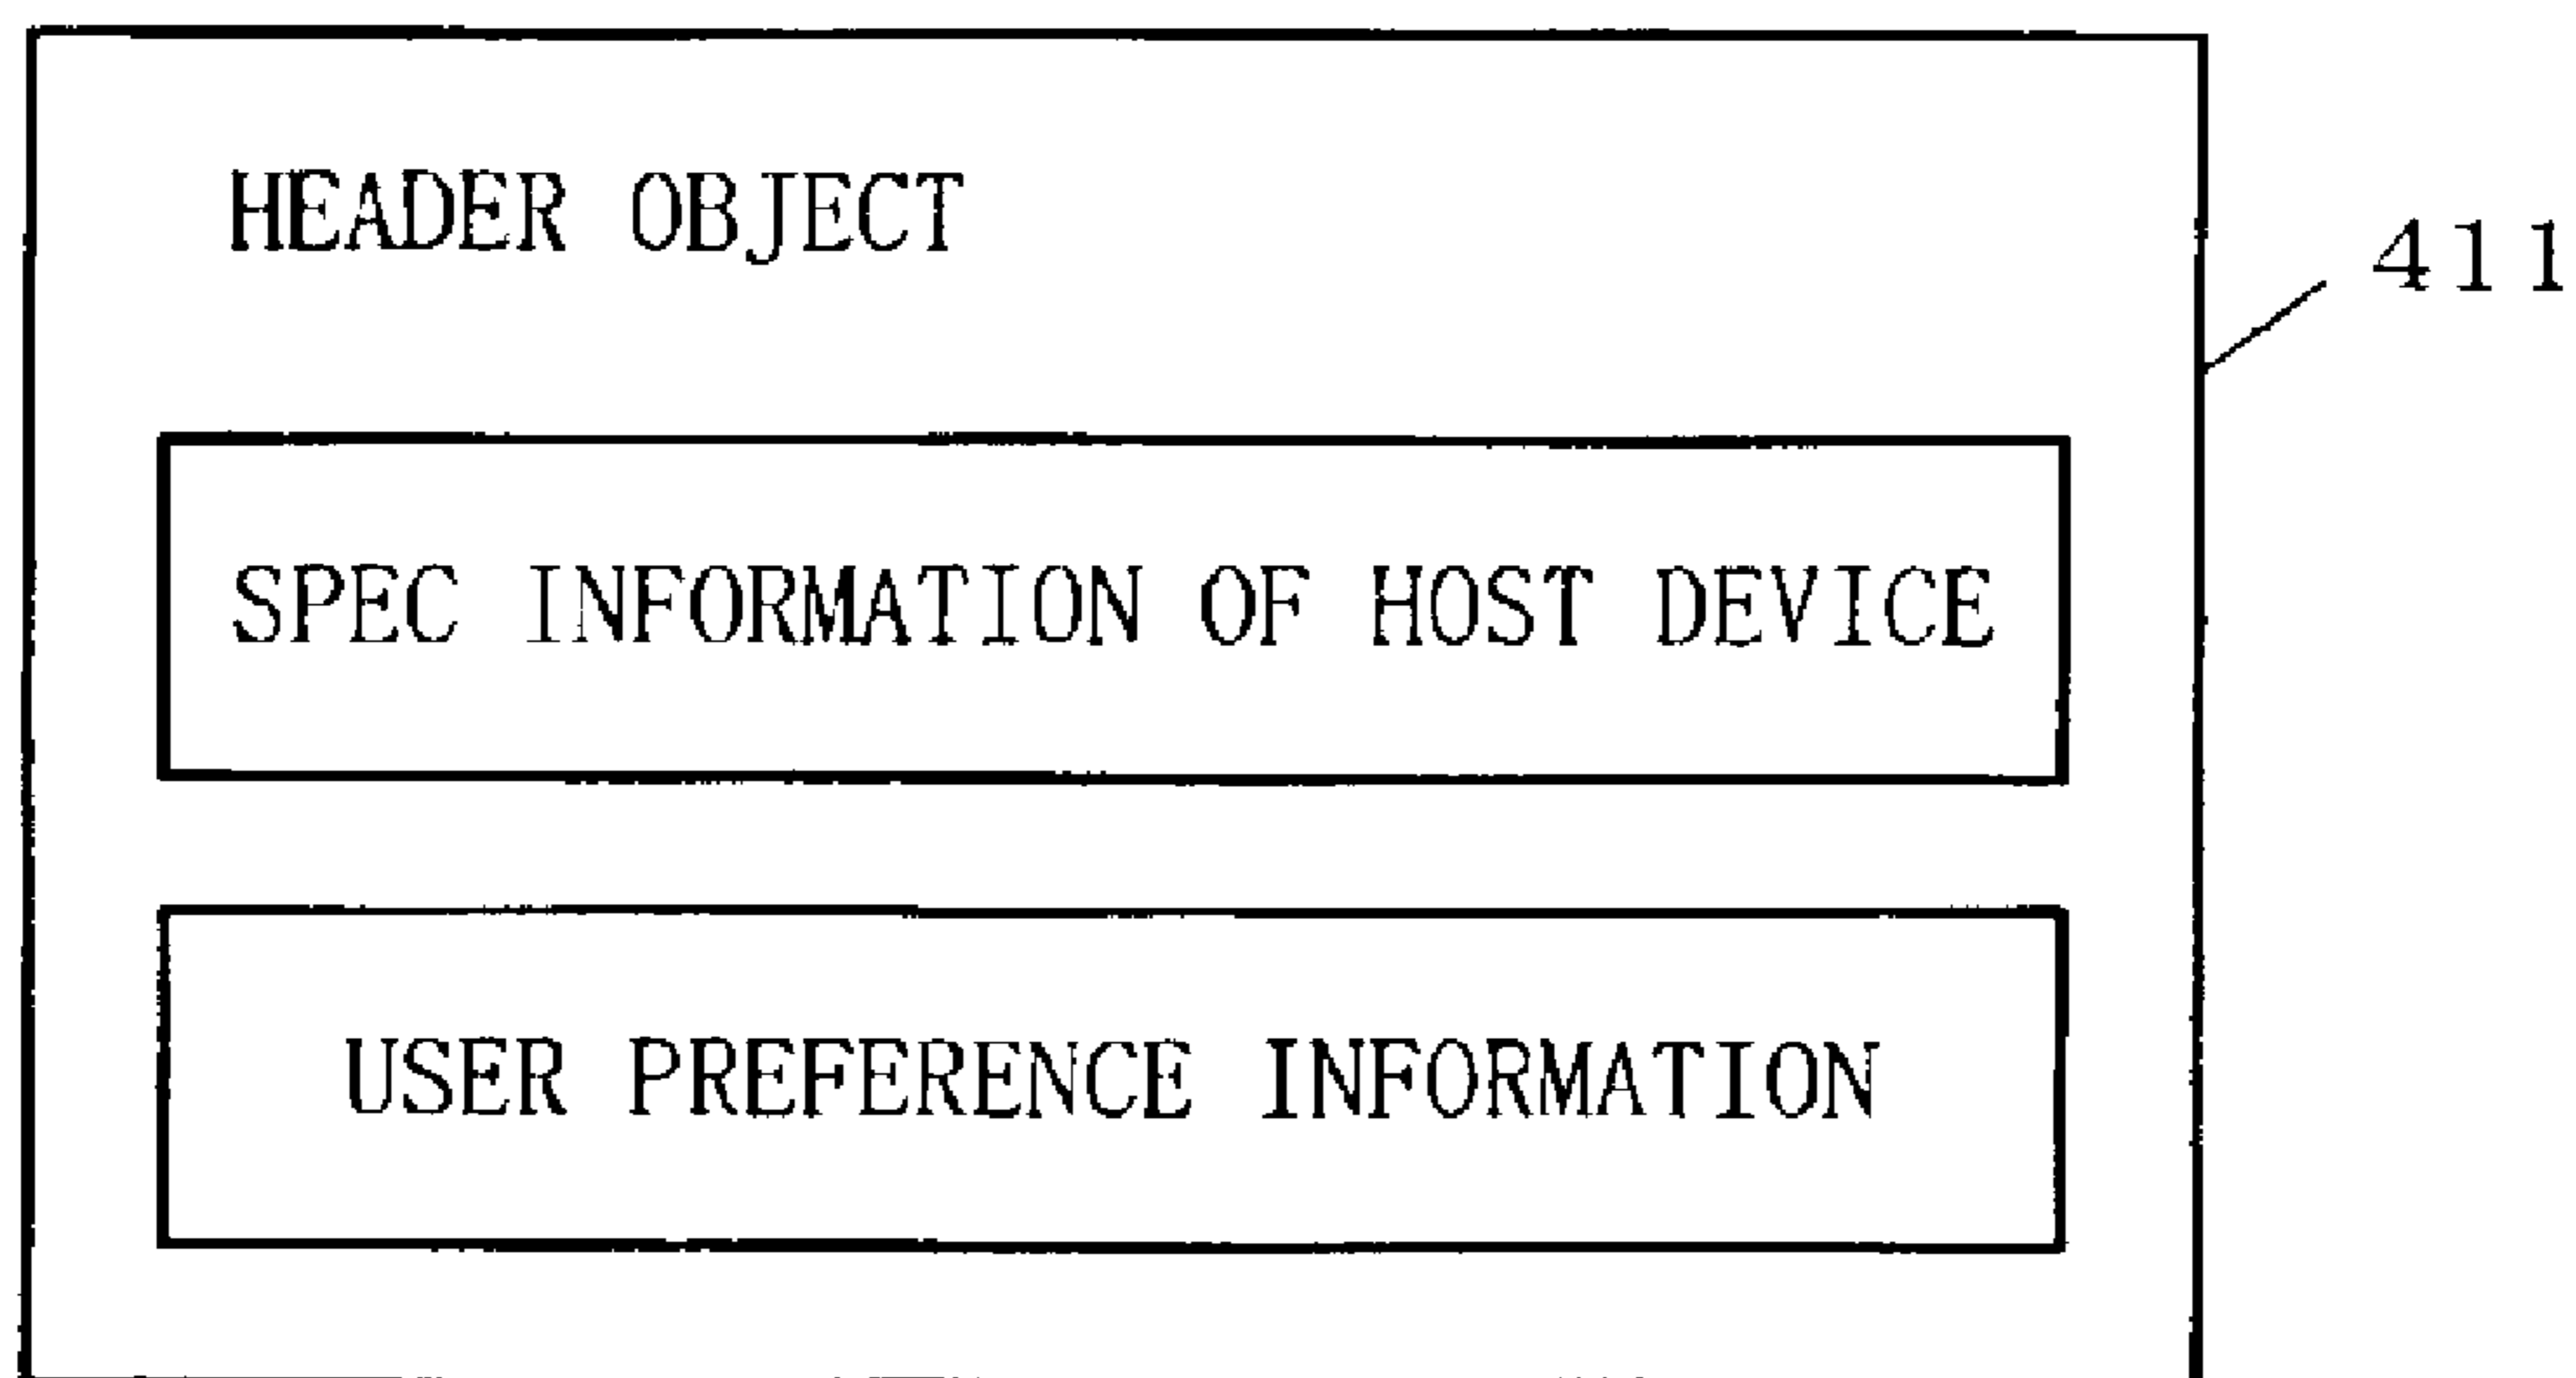 HEADER OBJECT
411
SPEC INFORMATION OF HOST DEVICE
USER PREFERENCE INFORMATION